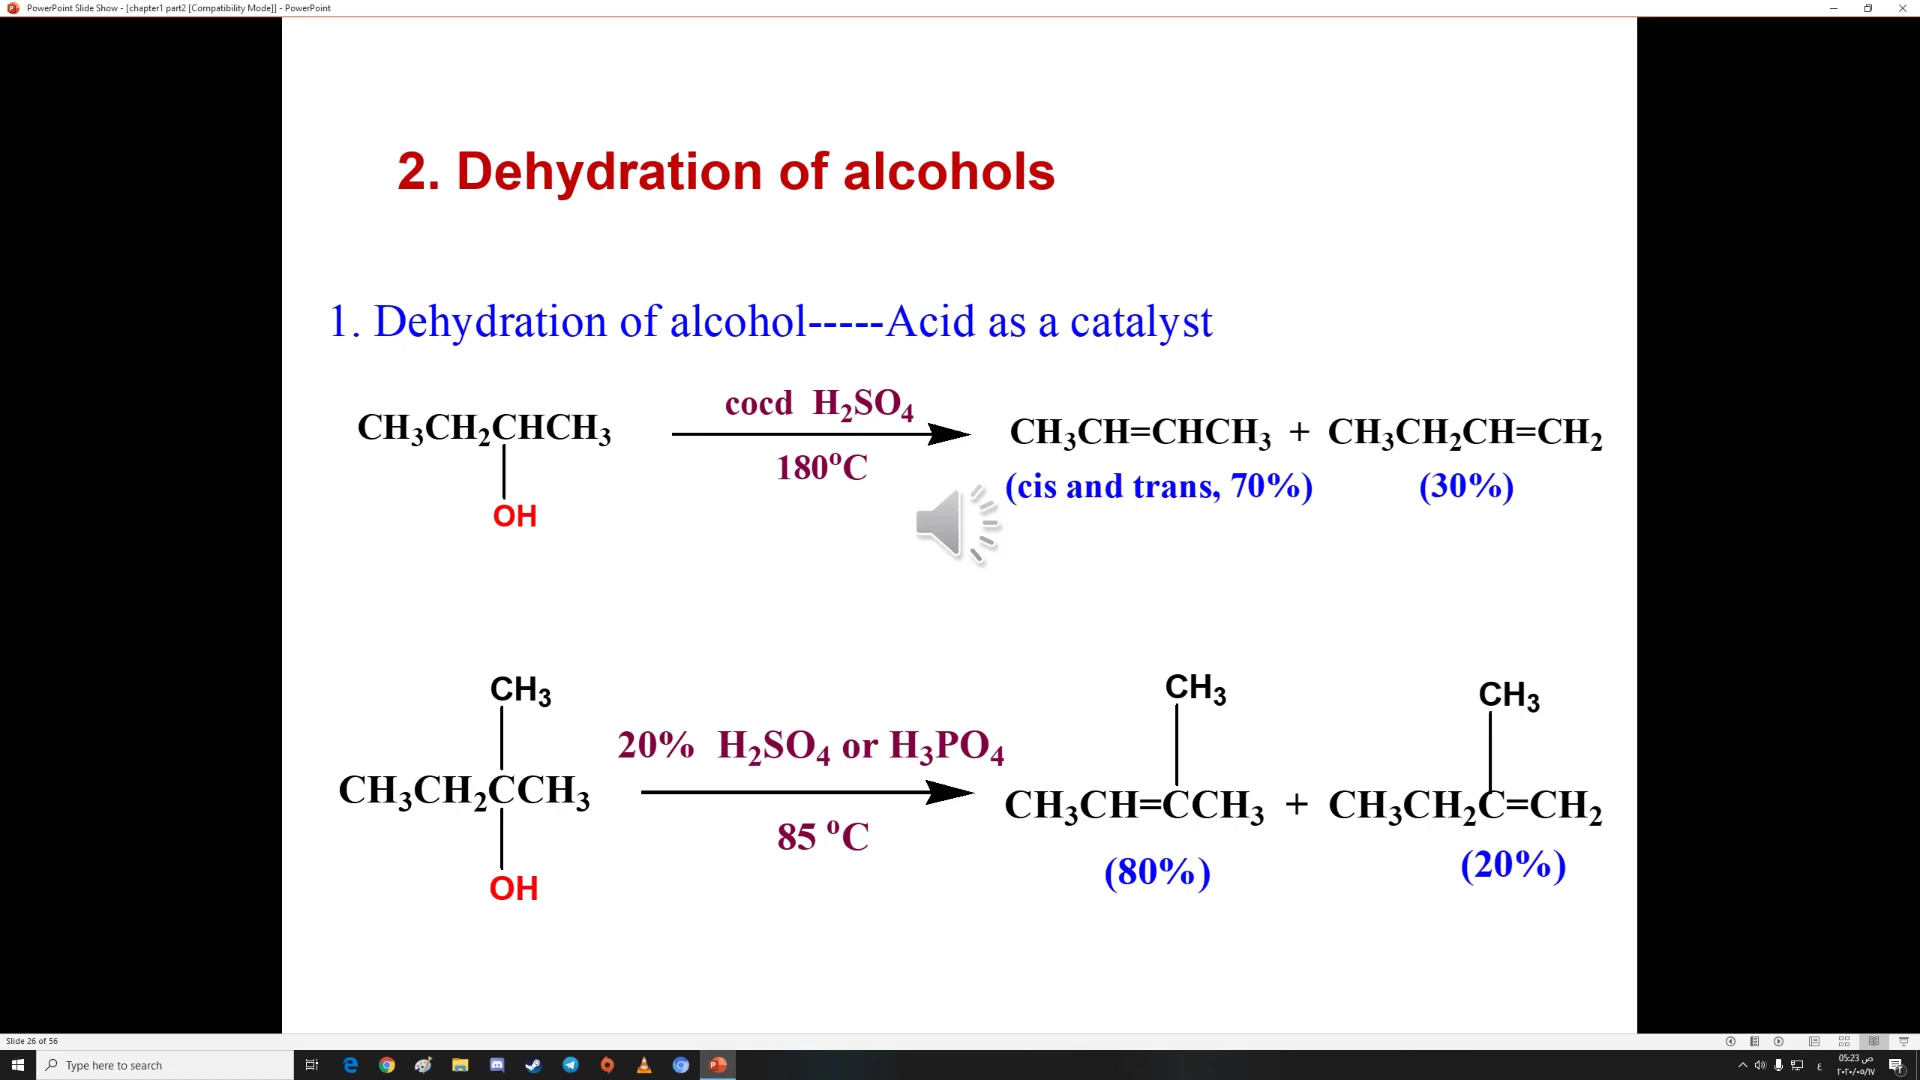 PowerPoint Slide Show - [chapter1 part2 [Compatibility Mode]] - PowerPoint
2. Dehydration of alcohols
1. Dehydration of alcohol-----Acid as a catalyst
cocd H₂SO₄
CH₃CH₂CHCH₃
CH₃CH=CHCH₃ + CH₃CH₂CH=CH₂
180°C
(cis and trans, 70%) (30%)
OH
CH₃ CH₃ CH₃
20% H₂SO₄ or H₃PO₄
CH₃CH₂CCH₃
CH₃CH=CCH₃ + CH₃CH₂C=CH₂
85 °C
(80%) (20%)
OH
Slide 26 of 56
Type here to search
05:23 ص
٢٠٢٠/٠٥/١٧
ع